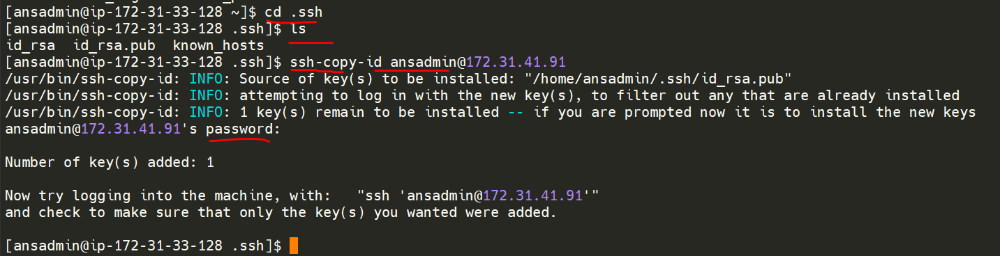 [ansadmin@ip-172-31-33-128 ~]$ cd .ssh
[ansadmin@ip-172-31-33-128 .ssh]$ ls
id_rsa  id_rsa.pub  known_hosts
[ansadmin@ip-172-31-33-128 .ssh]$ ssh-copy-id ansadmin@172.31.41.91
/usr/bin/ssh-copy-id: INFO: Source of key(s) to be installed: "/home/ansadmin/.ssh/id_rsa.pub"
/usr/bin/ssh-copy-id: INFO: attempting to log in with the new key(s), to filter out any that are already installed
/usr/bin/ssh-copy-id: INFO: 1 key(s) remain to be installed -- if you are prompted now it is to install the new keys
ansadmin@172.31.41.91's password:
Number of key(s) added: 1
Now try logging into the machine, with:   "ssh 'ansadmin@172.31.41.91'"
and check to make sure that only the key(s) you wanted were added.
[ansadmin@ip-172-31-33-128 .ssh]$